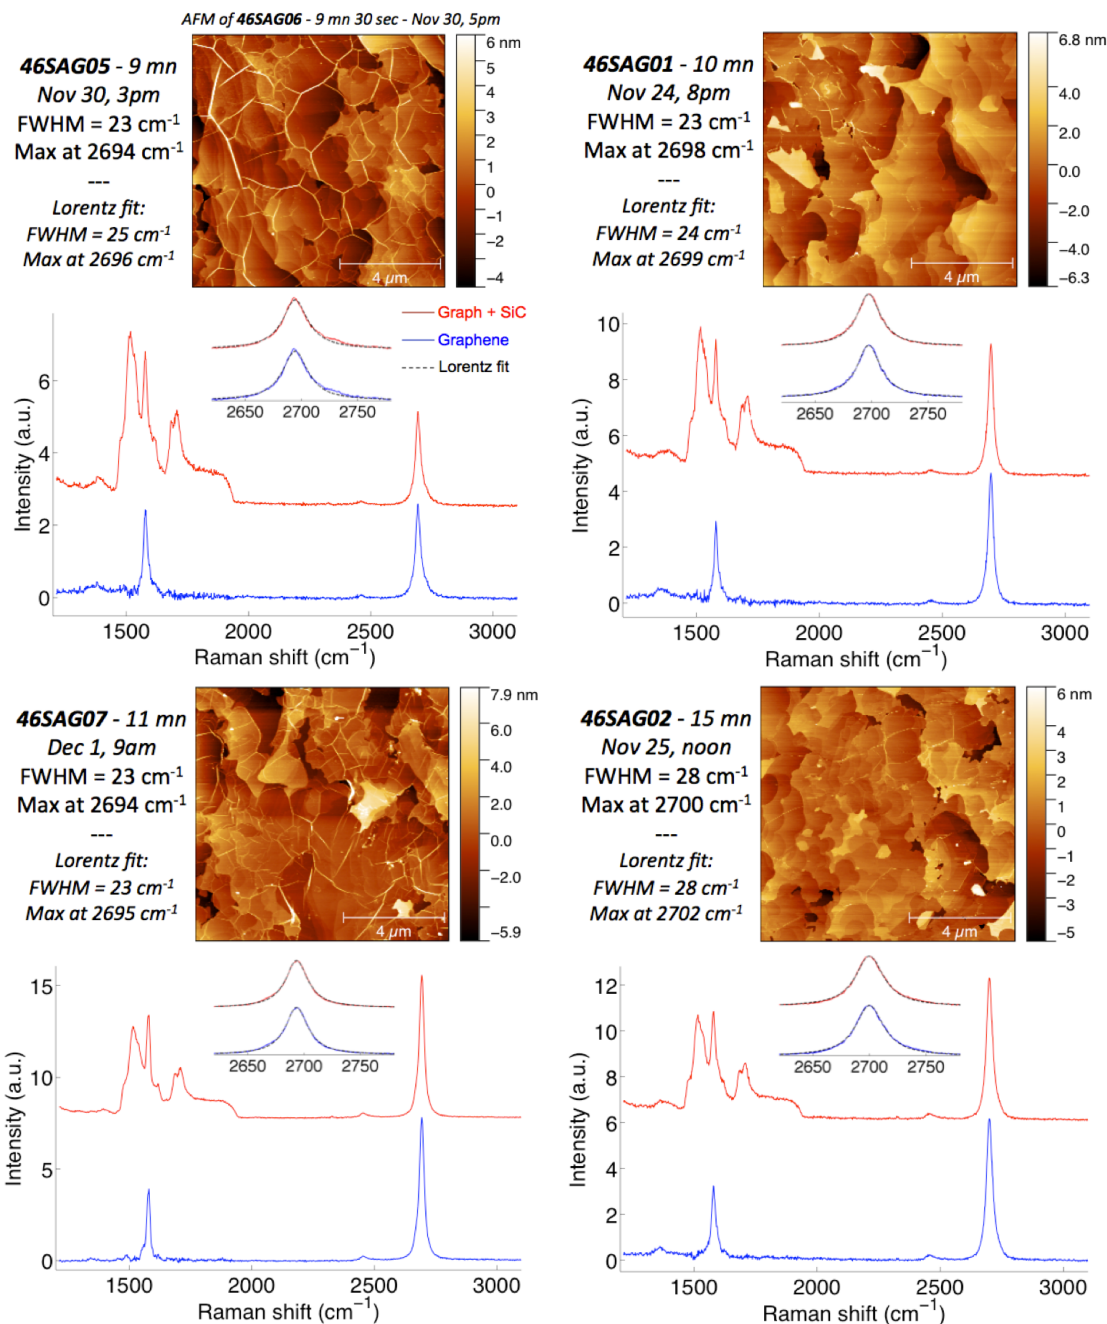 AFM of 46SAG06 - 9 mn 30 sec - Nov 30, 5pm
46SAG05 - 9 mn
Nov 30, 3pm
FWHM = 23 cm⁻¹
Max at 2694 cm⁻¹
---
Lorentz fit:
FWHM = 25 cm⁻¹
Max at 2696 cm⁻¹
4 µm
6 nm
5
4
3
2
1
0
−1
−2
−4
46SAG01 - 10 mn
Nov 24, 8pm
FWHM = 23 cm⁻¹
Max at 2698 cm⁻¹
---
Lorentz fit:
FWHM = 24 cm⁻¹
Max at 2699 cm⁻¹
4 µm
6.8 nm
4.0
2.0
0.0
−2.0
−4.0
−6.3
Graph + SiC
Graphene
Lorentz fit
2650 2700 2750
Intensity (a.u.)
6
4
2
0
1500 2000 2500 3000
Raman shift (cm⁻¹)
2650 2700 2750
Intensity (a.u.)
10
8
6
4
2
0
1500 2000 2500 3000
Raman shift (cm⁻¹)
46SAG07 - 11 mn
Dec 1, 9am
FWHM = 23 cm⁻¹
Max at 2694 cm⁻¹
---
Lorentz fit:
FWHM = 23 cm⁻¹
Max at 2695 cm⁻¹
4 µm
7.9 nm
6.0
4.0
2.0
0.0
−2.0
−5.9
46SAG02 - 15 mn
Nov 25, noon
FWHM = 28 cm⁻¹
Max at 2700 cm⁻¹
---
Lorentz fit:
FWHM = 28 cm⁻¹
Max at 2702 cm⁻¹
4 µm
6 nm
4
3
2
1
0
−1
−2
−3
−5
2650 2700 2750
Intensity (a.u.)
15
10
5
0
1500 2000 2500 3000
Raman shift (cm⁻¹)
2650 2700 2750
Intensity (a.u.)
12
10
8
6
4
2
0
1500 2000 2500 3000
Raman shift (cm⁻¹)